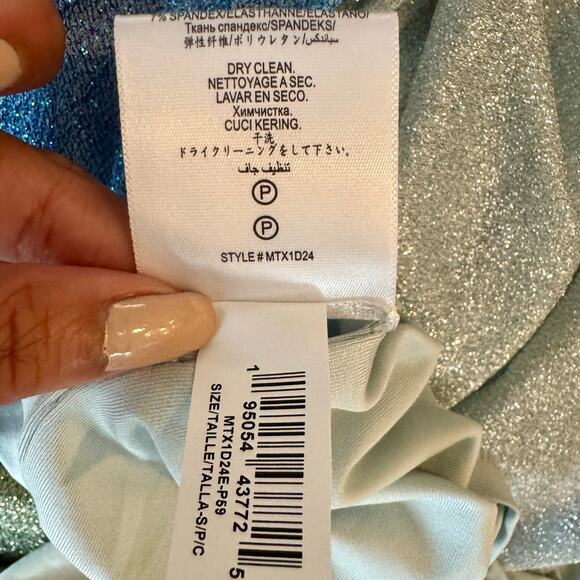 7% SPANDEX/ELASTHANNE/ELASTANO/
Ткань спандекс/SPANDEKS/
弹性纤维/ポリウレタン/سباندكس/
DRY CLEAN.
NETTOYAGE A SEC.
LAVAR EN SECO.
Химчистка.
CUCI KERING.
干洗
ドライクリーニングをして下さい。
تنظيف جاف
P
P
STYLE # MTX1D24
1 95054 43772 5
MTX1D24E-P59
SIZE/TAILLE/TALLA-S/P/C